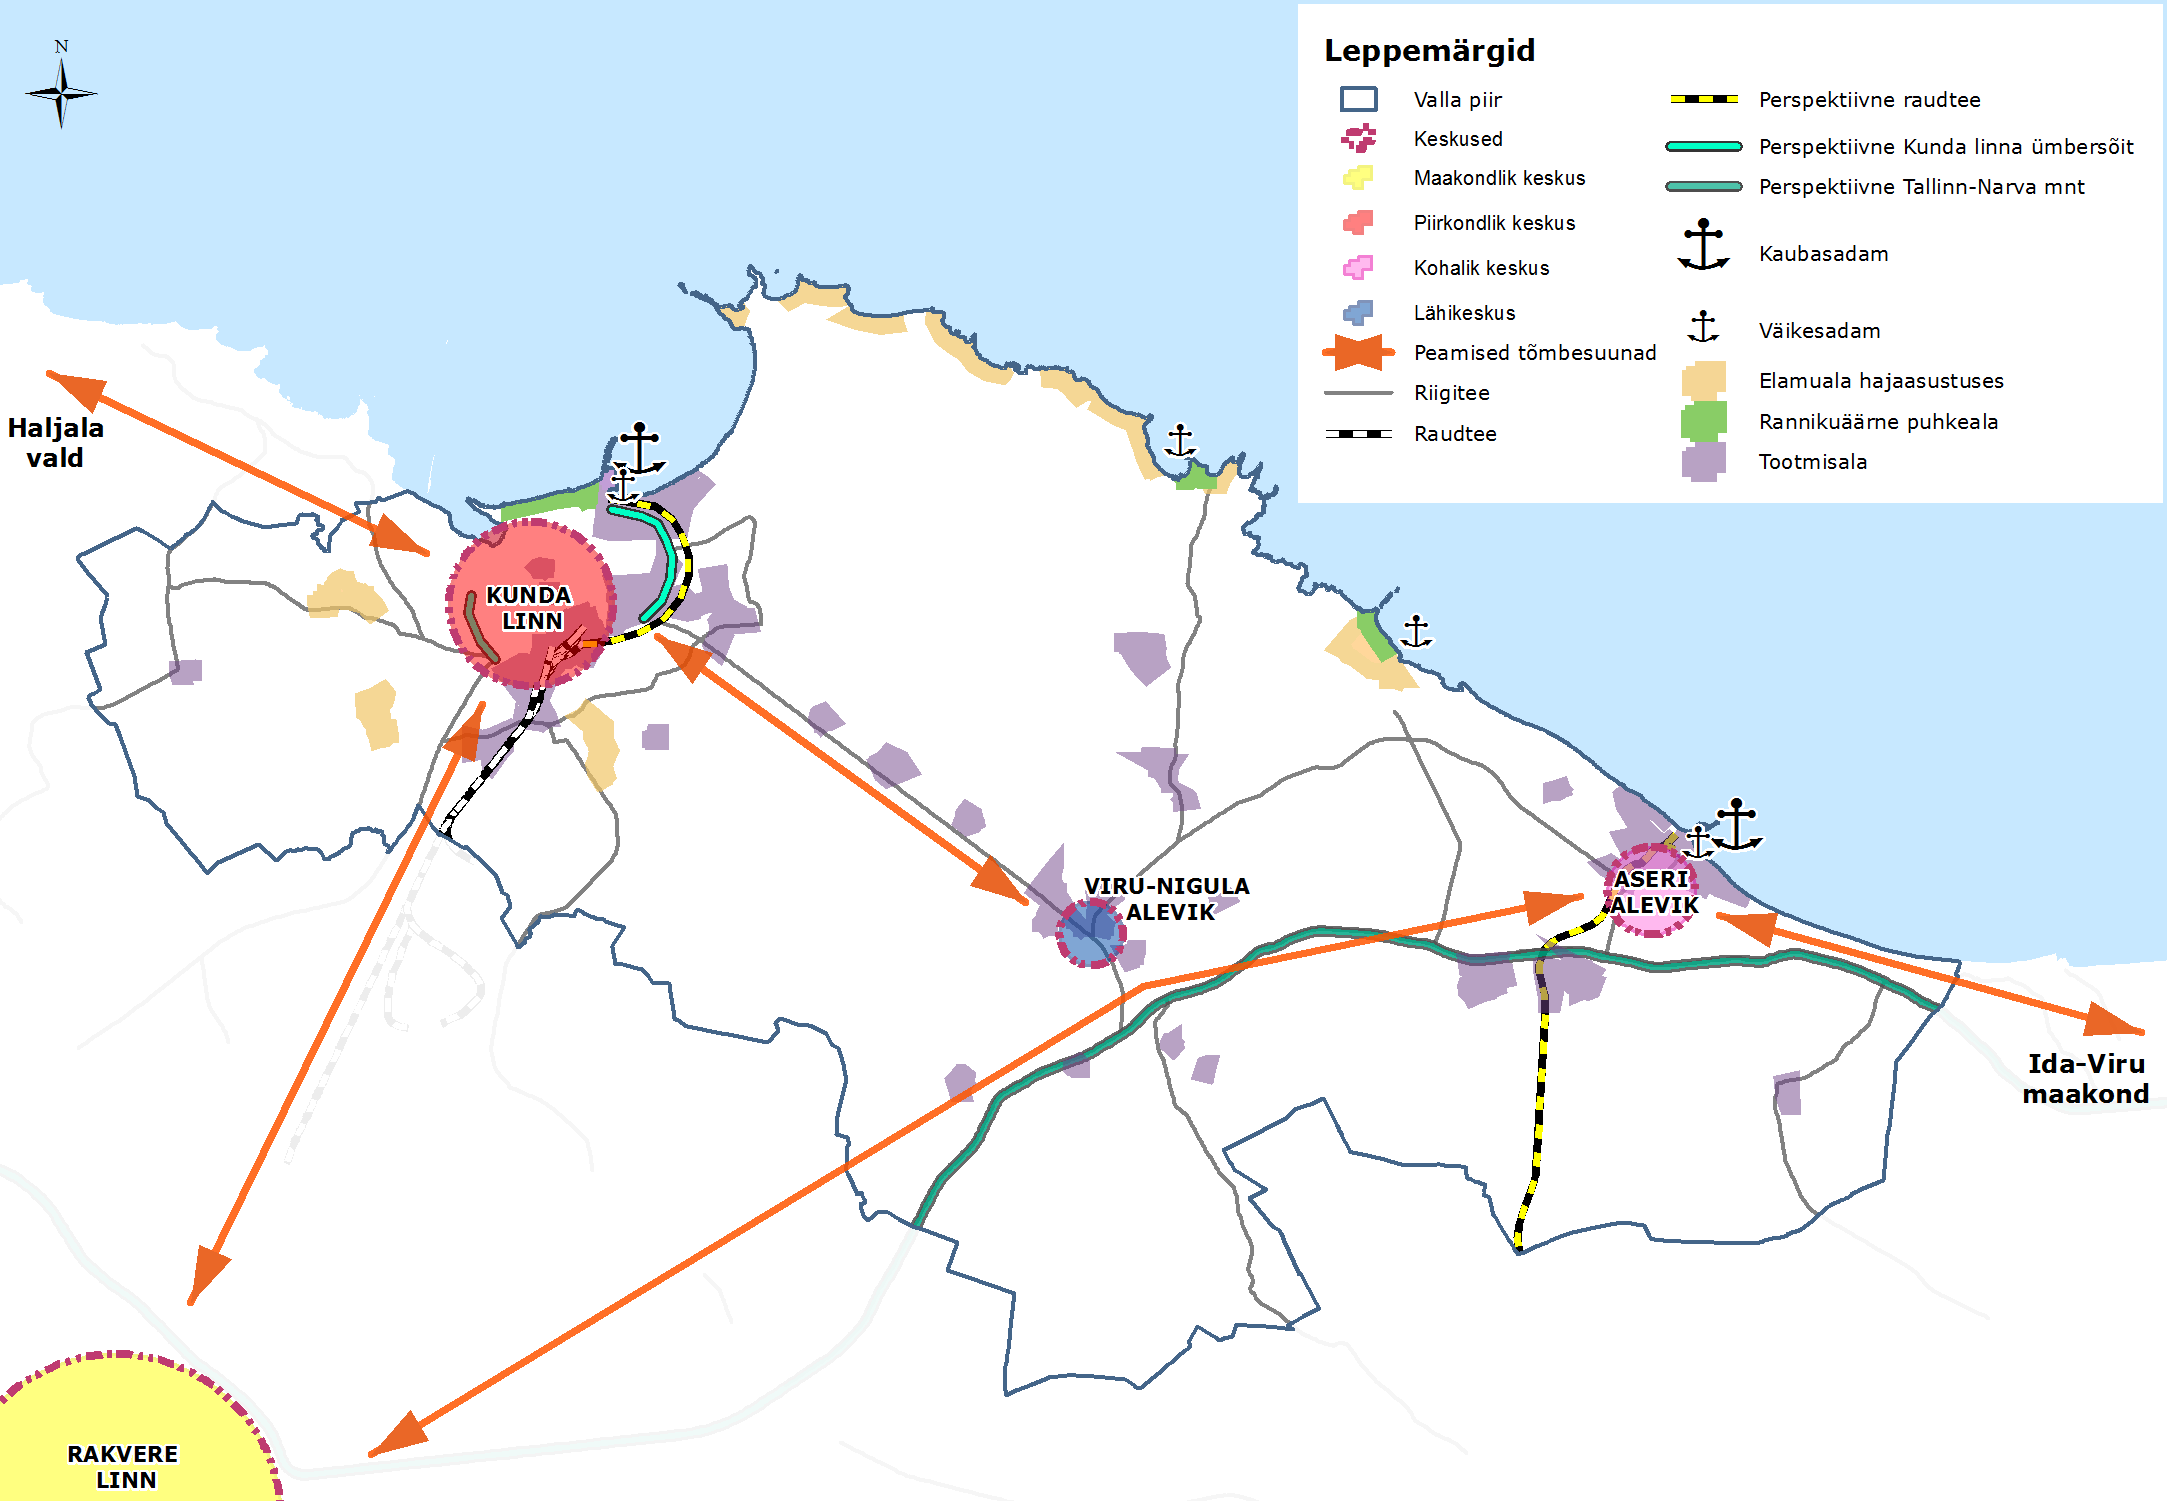 N
Leppemärgid
Valla piir
Keskused
Maakondlik keskus
Piirkondlik keskus
Kohalik keskus
Lähikeskus
Peamised tõmbesuunad
Riigitee
Raudtee
Perspektiivne raudtee
Perspektiivne Kunda linna ümbersõit
Perspektiivne Tallinn-Narva mnt
Kaubasadam
Väikesadam
Elamuala hajaasustuses
Rannikuäärne puhkeala
Tootmisala
Haljala
vald
KUNDA
LINN
VIRU-NIGULA
ALEVIK
ASERI
ALEVIK
Ida-Viru
maakond
RAKVERE
LINN